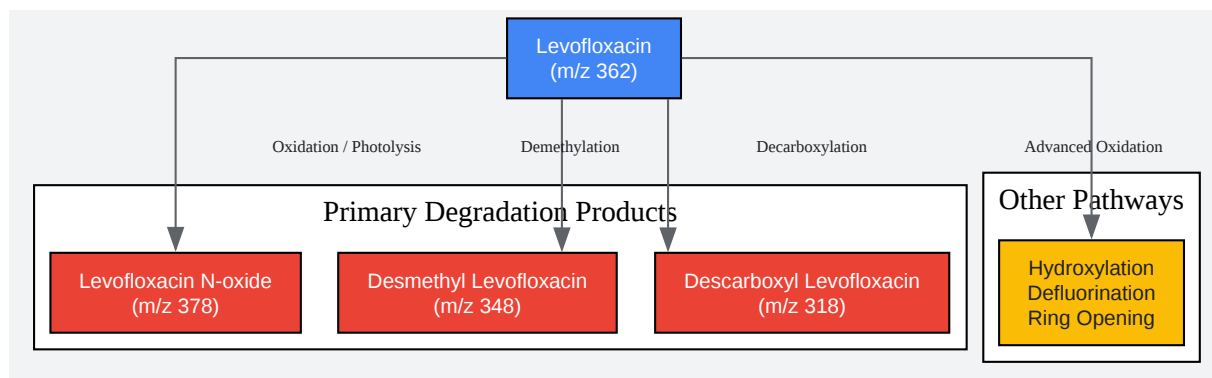 Levofloxacin
(m/z 362)
Oxidation / Photolysis
Demethylation
Decarboxylation
Advanced Oxidation
Primary Degradation Products
Other Pathways
Levofloxacin N-oxide
(m/z 378)
Desmethyl Levofloxacin
(m/z 348)
Descarboxyl Levofloxacin
(m/z 318)
Hydroxylation
Defluorination
Ring Opening